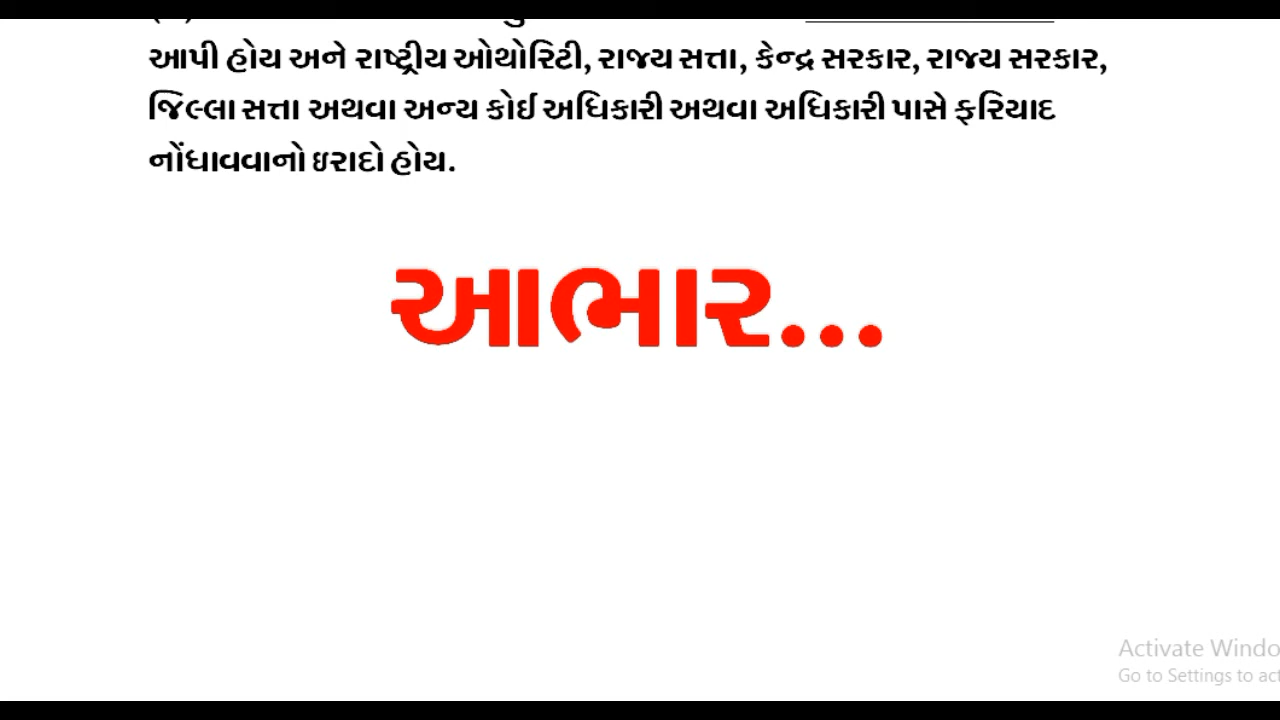 આપી હોય અને રાષ્ટ્રીય ઓથોરિટી, રાજ્ય સત્તા, કેન્દ્ર સરકાર, રાજ્ય સરકાર,
જિલ્લા સત્તા અથવા અન્ય કોઈ અધિકારી અથવા અધિકારી પાસે ફરિયાદ
નોંધાવવાનો ઇરાદો હોય.
આભાર...
Activate Windo
Go to Settings to act